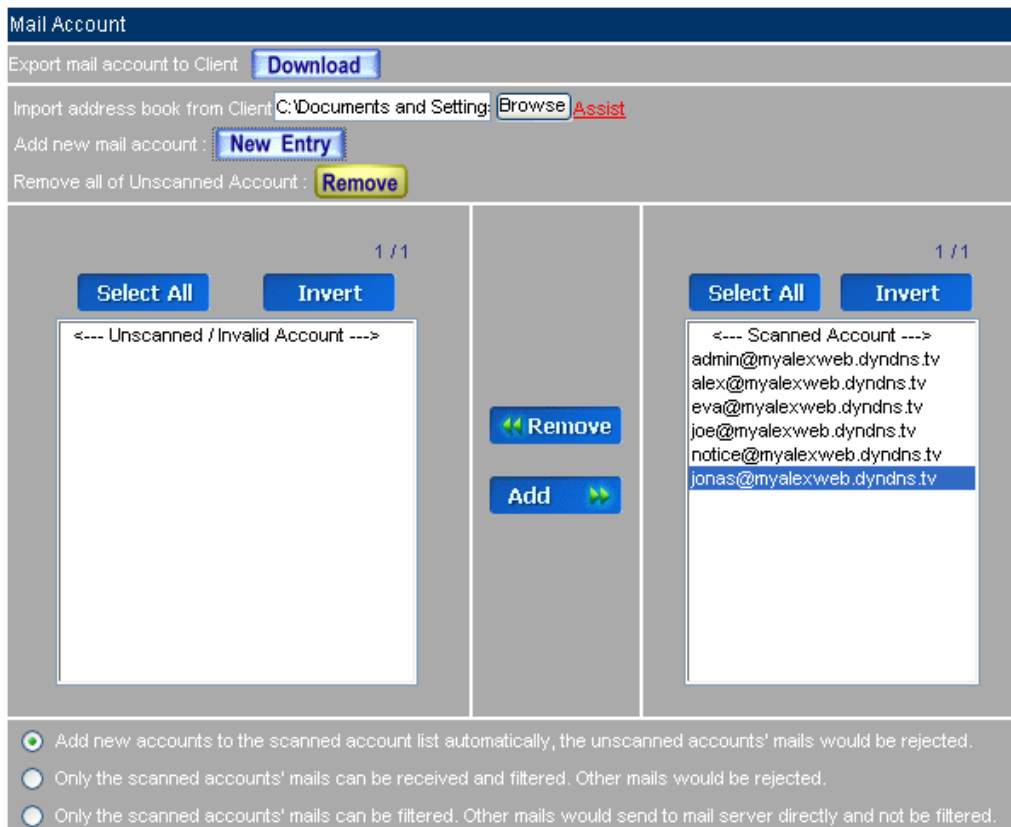 Mail Account
Export mail account to Client Download
Import address book from Client C:\Documents and Setting Browse Assist
Add new mail account : New Entry
Remove all of Unscanned Account : Remove
1 / 1
Select All Invert
<--- Unscanned / Invalid Account --->
Remove
Add
1 / 1
Select All Invert
<--- Scanned Account --->
admin@myalexweb.dyndns.tv
alex@myalexweb.dyndns.tv
eva@myalexweb.dyndns.tv
joe@myalexweb.dyndns.tv
notice@myalexweb.dyndns.tv
jonas@myalexweb.dyndns.tv
Add new accounts to the scanned account list automatically, the unscanned accounts' mails would be rejected.
Only the scanned accounts' mails can be received and filtered. Other mails would be rejected.
Only the scanned accounts' mails can be filtered. Other mails would send to mail server directly and not be filtered.